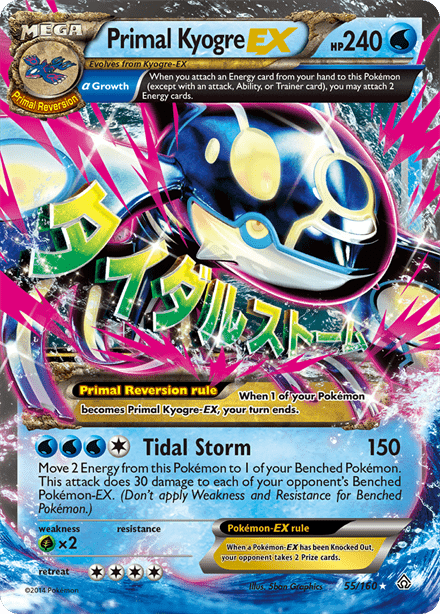 MEGA
Primal Kyogre EX
HP240
Evolves from Kyogre-EX
Primal Reversion
α Growth
When you attach an Energy card from your hand to this Pokémon
(except with an attack, Ability, or Trainer card), you may attach 2
Energy cards.
タイダルストーム
Primal Reversion rule
When 1 of your Pokémon
becomes Primal Kyogre-EX, your turn ends.
Tidal Storm 150
Move 2 Energy from this Pokémon to 1 of your Benched Pokémon.
This attack does 30 damage to each of your opponent's Benched
Pokémon-EX. (Don't apply Weakness and Resistance for Benched
Pokémon.)
weakness resistance
×2
Pokémon-EX rule
When a Pokémon-EX has been Knocked Out,
your opponent takes 2 Prize cards.
retreat
©2014 Pokémon
Illus. 5ban Graphics
55/160